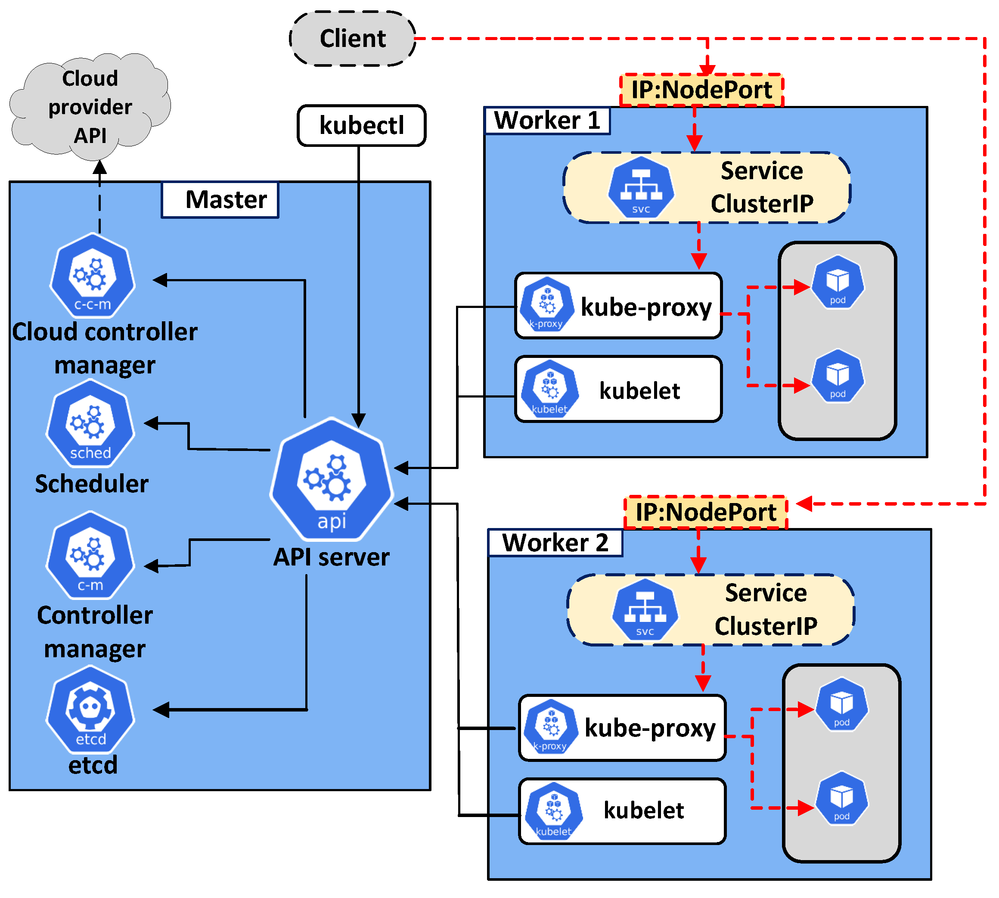 Client
Cloud
provider
API
kubectl
Master
c-c-m
Cloud controller
manager
sched
Scheduler
c-m
Controller
manager
etcd
etcd
api
API server
IP:NodePort
Worker 1
svc
Service
ClusterIP
k-proxy
kube-proxy
kubelet
kubelet
pod
pod
IP:NodePort
Worker 2
svc
Service
ClusterIP
k-proxy
kube-proxy
kubelet
kubelet
pod
pod